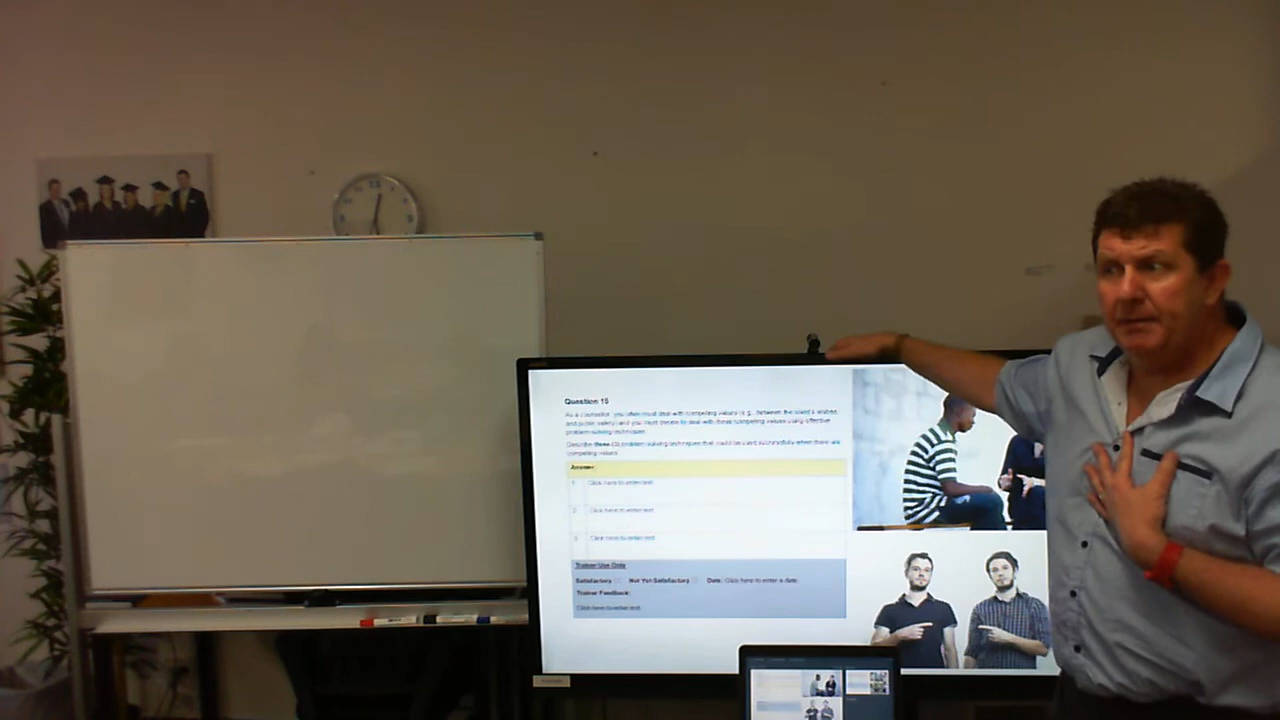 Question 15
As a counsellor, you often must deal with competing values (e.g., between the client's wishes
and public safety) and you must
to deal with these competing values using effective
problem-solving techniques.
Describe three (3) problem-solving techniques that could be used successfully when there are
competing values.
Answer:
1 Click here to enter text.
2 Click here to enter text.
3 Click here to enter text.
Trainer Use Only
Satisfactory Not Yet Satisfactory Date: Click here to enter a date.
Trainer Feedback:
Click here to enter text.